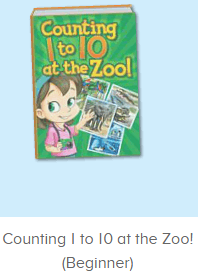 Counting
1 to 10
at the Zoo!
Counting 1 to 10 at the Zoo!
(Beginner)